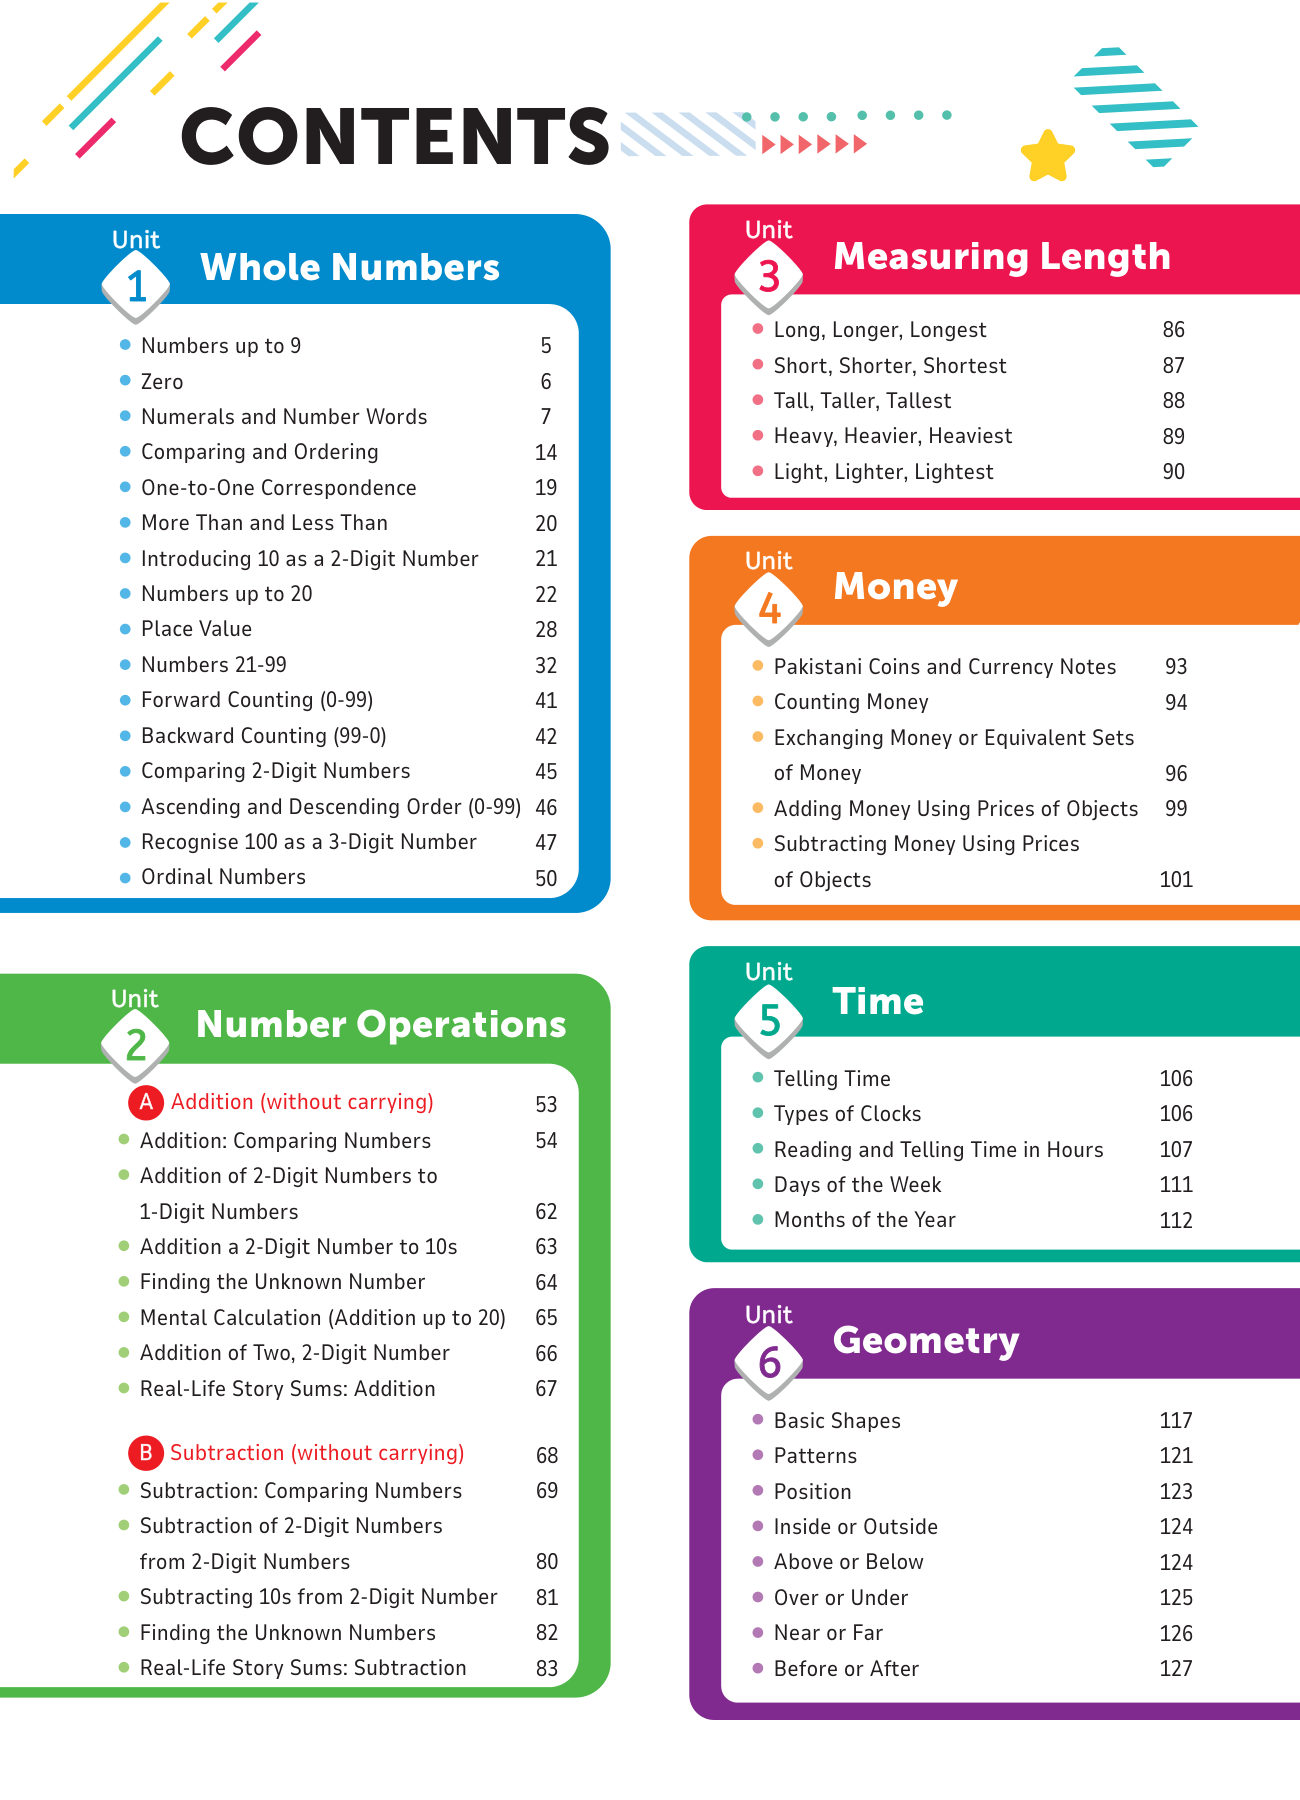 CONTENTS
Unit
1
Whole Numbers
Numbers up to 9 5
Zero 6
Numerals and Number Words 7
Comparing and Ordering 14
One-to-One Correspondence 19
More Than and Less Than 20
Introducing 10 as a 2-Digit Number 21
Numbers up to 20 22
Place Value 28
Numbers 21-99 32
Forward Counting (0-99) 41
Backward Counting (99-0) 42
Comparing 2-Digit Numbers 45
Ascending and Descending Order (0-99) 46
Recognise 100 as a 3-Digit Number 47
Ordinal Numbers 50
Unit
2
Number Operations
A Addition (without carrying) 53
Addition: Comparing Numbers 54
Addition of 2-Digit Numbers to
1-Digit Numbers 62
Addition a 2-Digit Number to 10s 63
Finding the Unknown Number 64
Mental Calculation (Addition up to 20) 65
Addition of Two, 2-Digit Number 66
Real-Life Story Sums: Addition 67
B Subtraction (without carrying) 68
Subtraction: Comparing Numbers 69
Subtraction of 2-Digit Numbers
from 2-Digit Numbers 80
Subtracting 10s from 2-Digit Number 81
Finding the Unknown Numbers 82
Real-Life Story Sums: Subtraction 83
Unit
3
Measuring Length
Long, Longer, Longest 86
Short, Shorter, Shortest 87
Tall, Taller, Tallest 88
Heavy, Heavier, Heaviest 89
Light, Lighter, Lightest 90
Unit
4
Money
Pakistani Coins and Currency Notes 93
Counting Money 94
Exchanging Money or Equivalent Sets
of Money 96
Adding Money Using Prices of Objects 99
Subtracting Money Using Prices
of Objects 101
Unit
5
Time
Telling Time 106
Types of Clocks 106
Reading and Telling Time in Hours 107
Days of the Week 111
Months of the Year 112
Unit
6
Geometry
Basic Shapes 117
Patterns 121
Position 123
Inside or Outside 124
Above or Below 124
Over or Under 125
Near or Far 126
Before or After 127